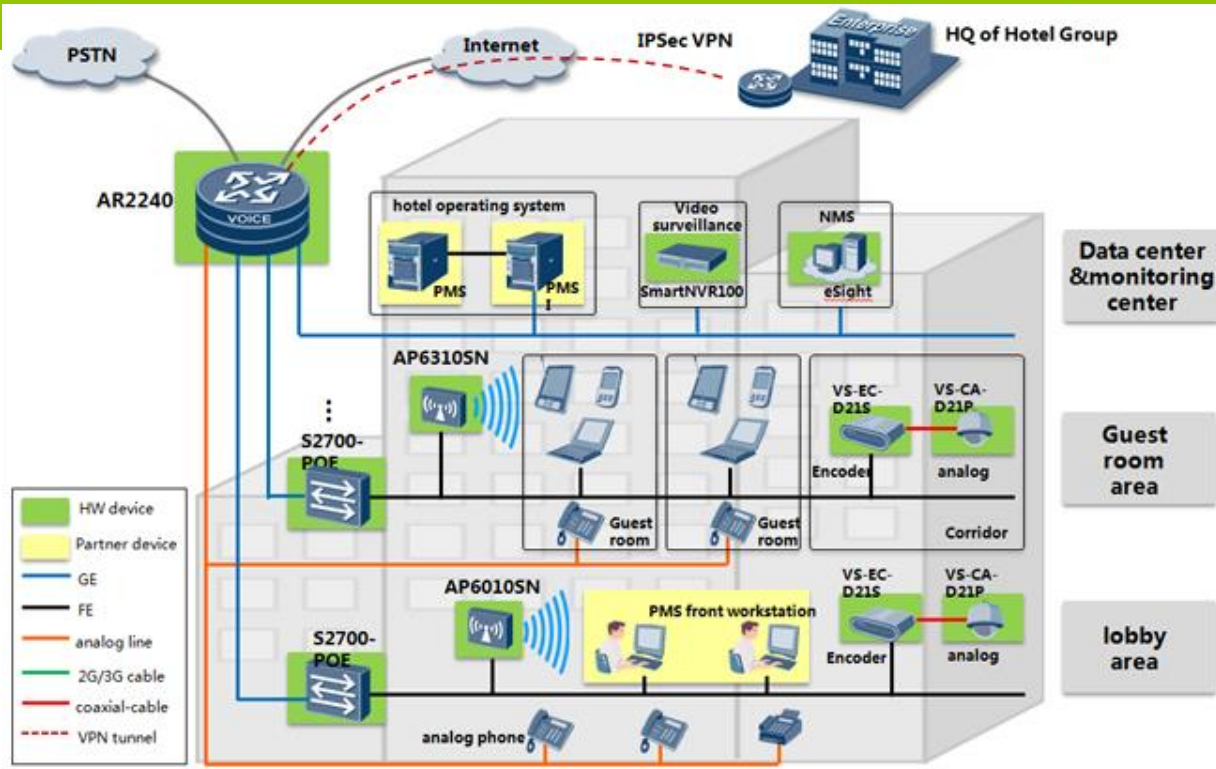 PSTN
Internet
IPSec VPN
Enterprise
HQ of Hotel Group
AR2240
VOICE
hotel operating system
PMS
PMS
I
Video
surveillance
SmartNVR100
NMS
eSight
Data center
&monitoring
center
AP6310SN
VS-EC-
D21S
VS-CA-
D21P
Encoder
analog
⋮
S2700-
POE
Guest
room
Guest
room
Corridor
Guest
room
area
AP6010SN
PMS front workstation
VS-EC-
D21S
VS-CA-
D21P
Encoder
analog
S2700-
POE
analog phone
lobby
area
HW device
Partner device
GE
FE
analog line
2G/3G cable
coaxial-cable
VPN tunnel